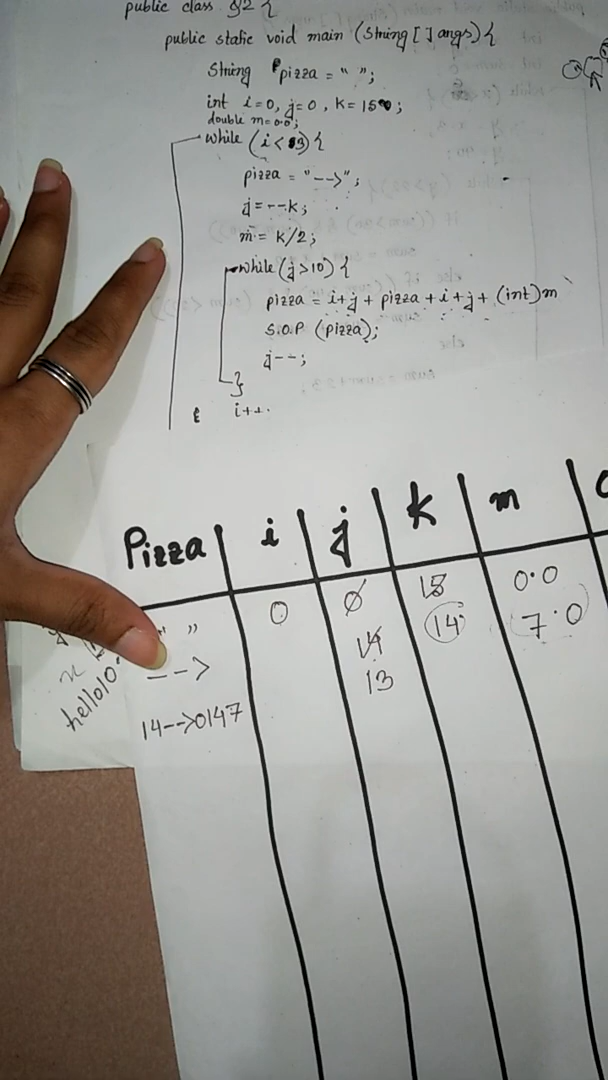 public class Q2 {
public static void main (String[] args) {
String pizza = " ";
int i=0, j=0, k=15;
double m=0.0;
while (i<3) {
pizza = "-->";
j=--k;
m= k/2;
while (j>10) {
pizza = i+j+pizza+i+j+(int)m
S.O.P (pizza);
j--;
}
i++.
Pizza i j k m
" " 0 0 15 0.0
--> 14 14 7.0
13
14-->0147
hello10